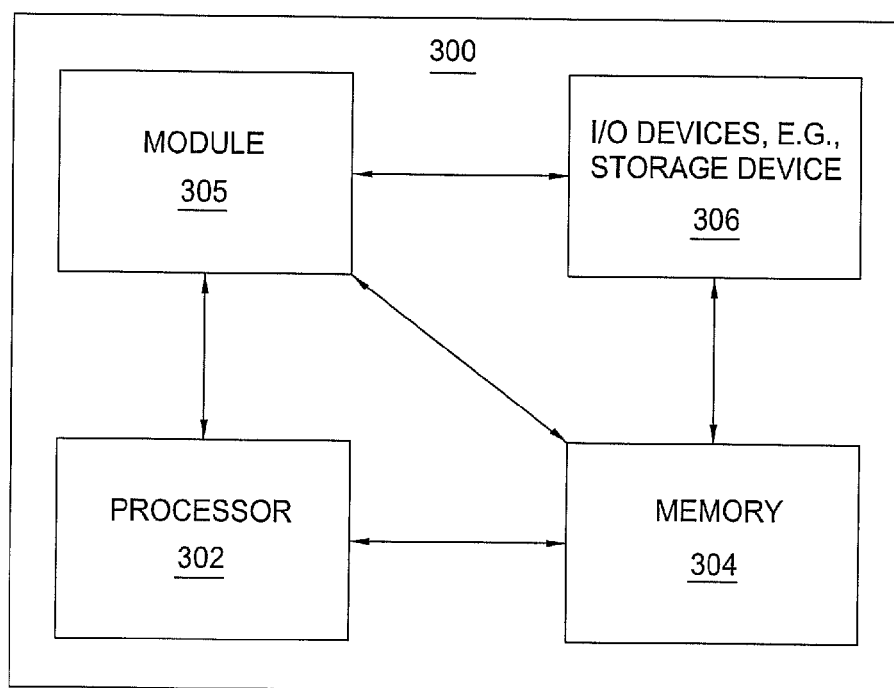 300
MODULE
305
I/O DEVICES, E.G.,
STORAGE DEVICE
306
PROCESSOR
302
MEMORY
304